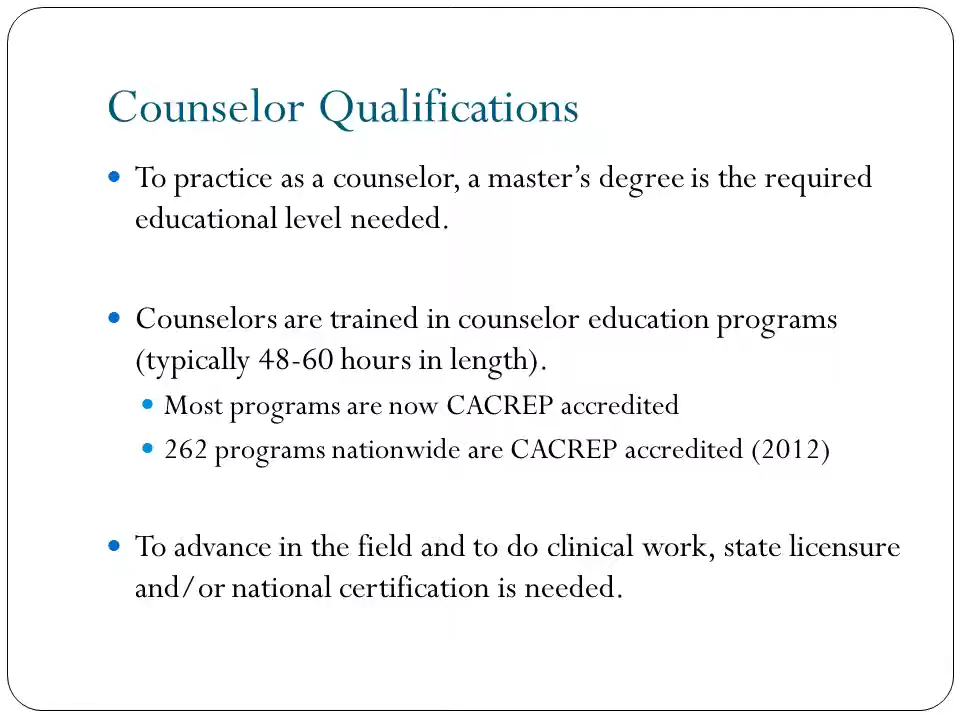 Counselor Qualifications
To practice as a counselor, a master’s degree is the required
educational level needed.
Counselors are trained in counselor education programs
(typically 48-60 hours in length).
Most programs are now CACREP accredited
262 programs nationwide are CACREP accredited (2012)
To advance in the field and to do clinical work, state licensure
and/or national certification is needed.